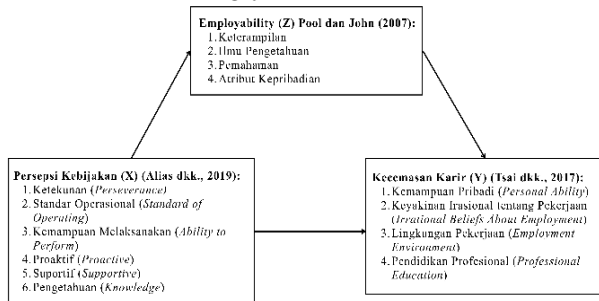 Employability (Z) Pool dan John (2007):
1. Keterampilan
2. Ilmu Pengetahuan
3. Pemahaman
4. Atribut Kepribadian
Persepsi Kebijakan (X) (Alias dkk., 2019):
1. Ketekunan (Perseverance)
2. Standar Operasional (Standard of
Operating)
3. Kemampuan Melaksanakan (Ability to
Perform)
4. Proaktif (Proactive)
5. Suportif (Supportive)
6. Pengetahuan (Knowledge)
Kecemasan Karir (Y) (Tsai dkk., 2017):
1. Kemampuan Pribadi (Personal Ability)
2. Keyakinan Irasional tentang Pekerjaan
(Irrational Beliefs About Employment)
3. Lingkungan Pekerjaan (Employment
Environment)
4. Pendidikan Profesional (Professional
Education)